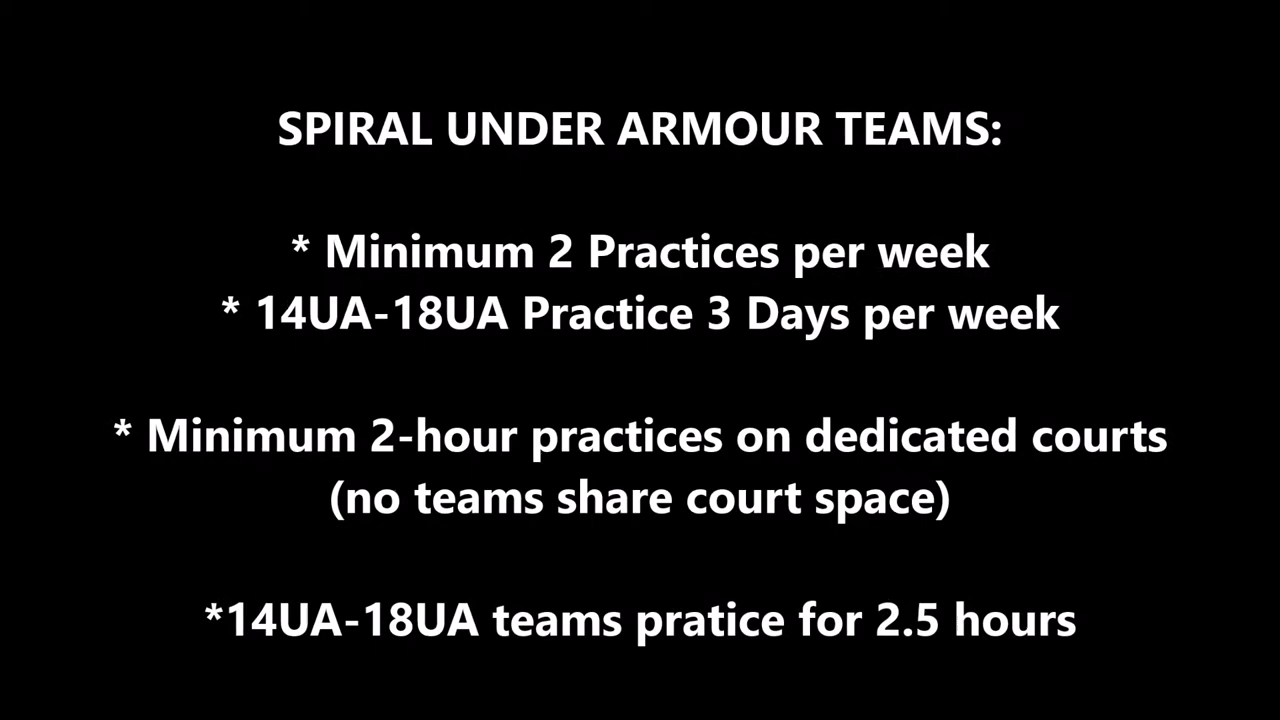 SPIRAL UNDER ARMOUR TEAMS:
* Minimum 2 Practices per week
* 14UA-18UA Practice 3 Days per week
* Minimum 2-hour practices on dedicated courts
(no teams share court space)
*14UA-18UA teams pratice for 2.5 hours